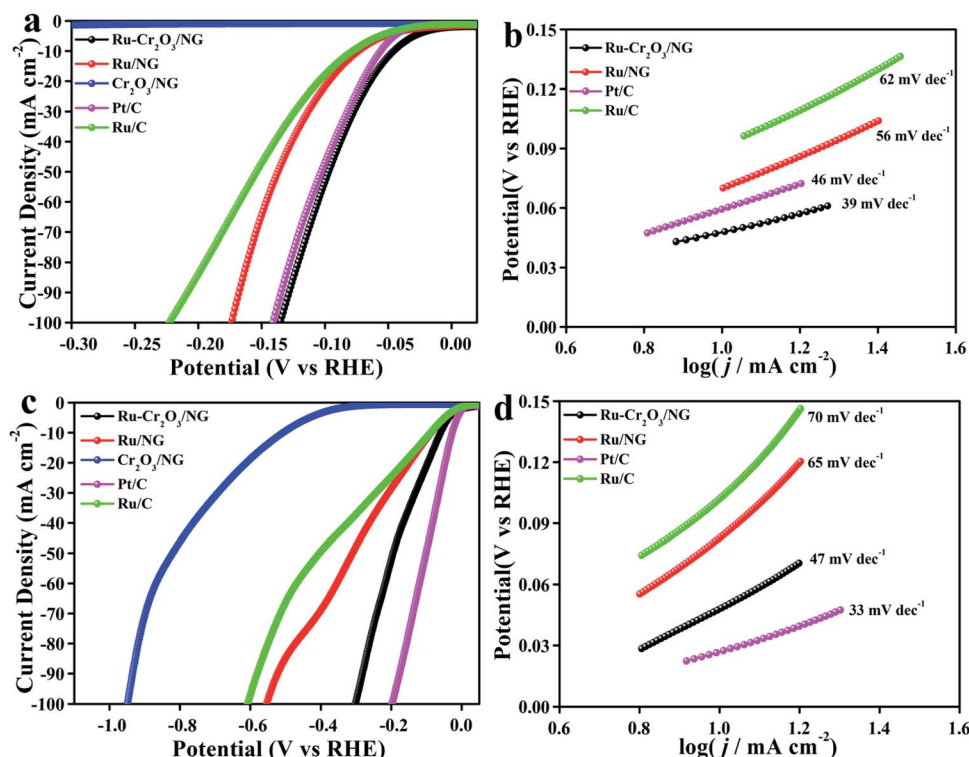 a
Ru-Cr₂O₃/NG
Ru/NG
Cr₂O₃/NG
Pt/C
Ru/C
Current Density (mA cm⁻²)
0
-10
-20
-30
-40
-50
-60
-70
-80
-90
-100
-0.30 -0.25 -0.20 -0.15 -0.10 -0.05 0.00
Potential (V vs RHE)
b
Ru-Cr₂O₃/NG
Ru/NG
Pt/C
Ru/C
62 mV dec⁻¹
56 mV dec⁻¹
46 mV dec⁻¹
39 mV dec⁻¹
Potential(V vs RHE)
0.15
0.12
0.09
0.06
0.03
0.00
0.6 0.8 1.0 1.2 1.4 1.6
log(j / mA cm⁻²)
c
Ru-Cr₂O₃/NG
Ru/NG
Cr₂O₃/NG
Pt/C
Ru/C
Current Density (mA cm⁻²)
0
-10
-20
-30
-40
-50
-60
-70
-80
-90
-100
-1.0 -0.8 -0.6 -0.4 -0.2 0.0
Potential (V vs RHE)
d
Ru-Cr₂O₃/NG
Ru/NG
Pt/C
Ru/C
70 mV dec⁻¹
65 mV dec⁻¹
47 mV dec⁻¹
33 mV dec⁻¹
Potential(V vs RHE)
0.15
0.12
0.09
0.06
0.03
0.00
0.6 0.8 1.0 1.2 1.4 1.6
log(j / mA cm⁻²)